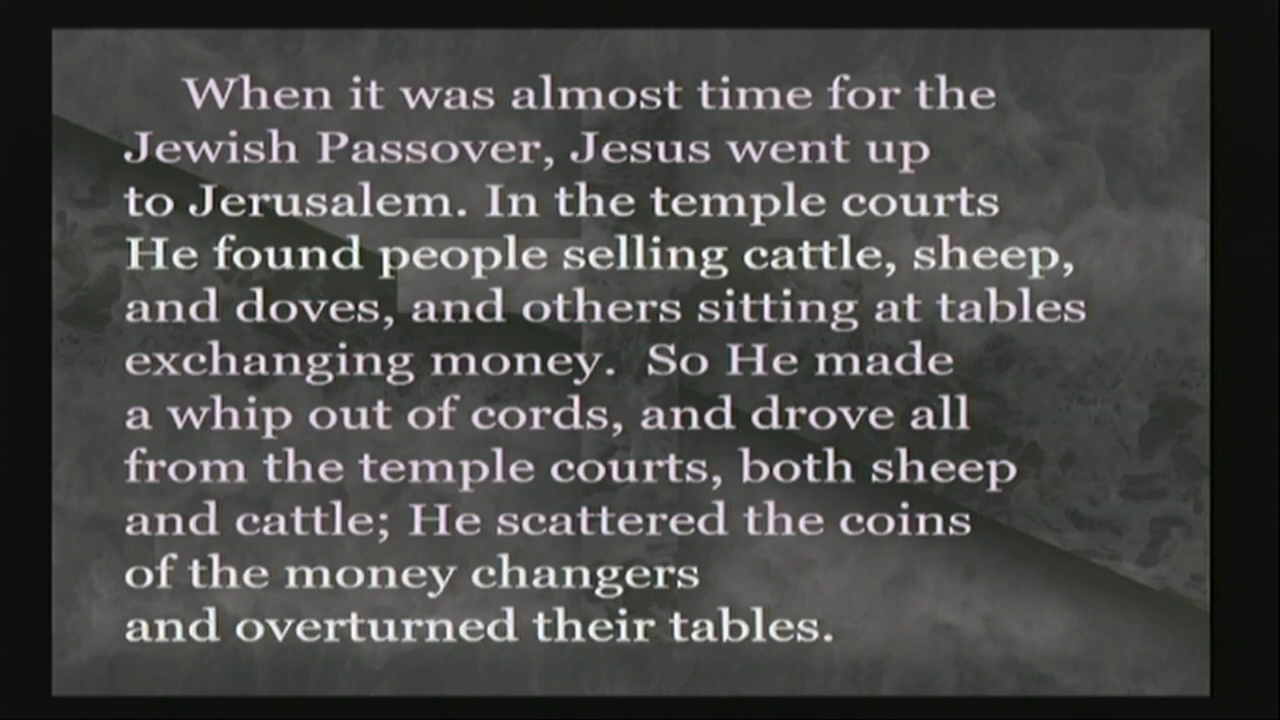 When it was almost time for the
Jewish Passover, Jesus went up
to Jerusalem. In the temple courts
He found people selling cattle, sheep,
and doves, and others sitting at tables
exchanging money.  So He made
a whip out of cords, and drove all
from the temple courts, both sheep
and cattle; He scattered the coins
of the money changers
and overturned their tables.